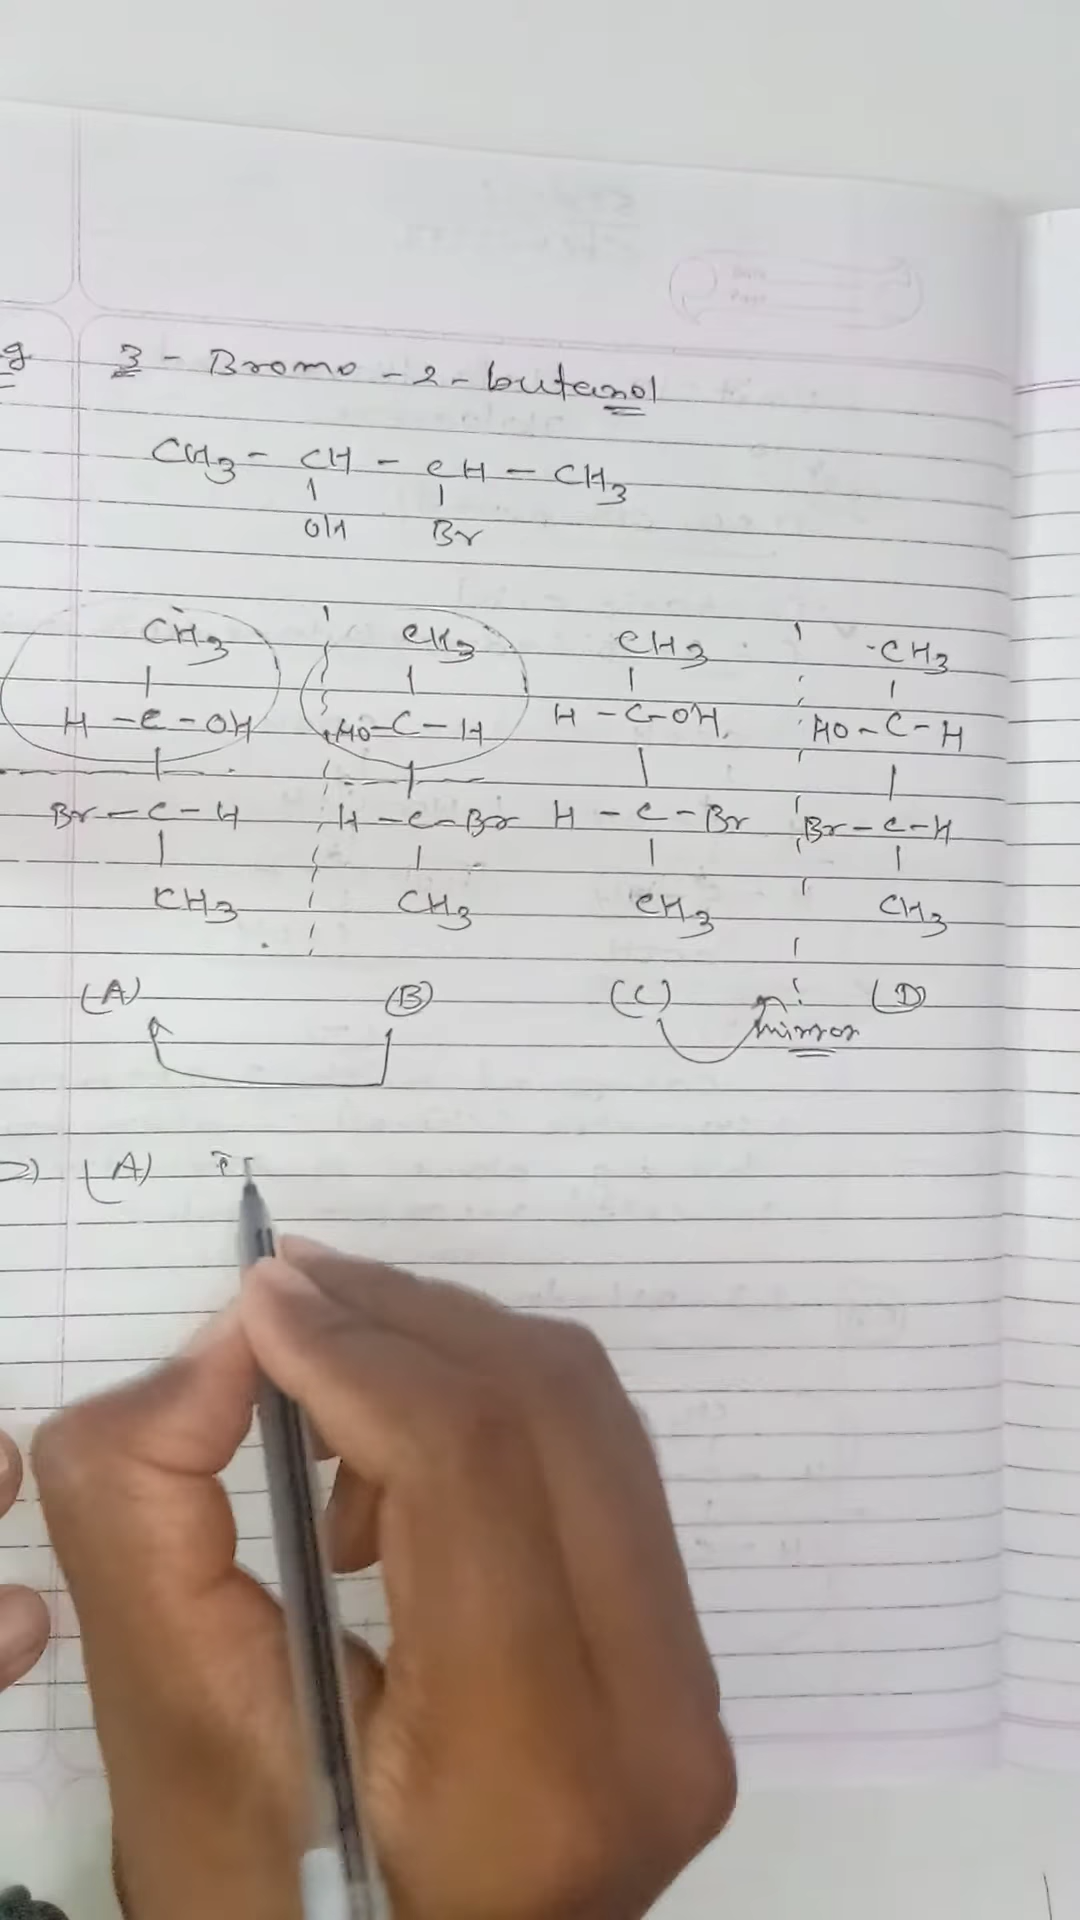 g 3 - Bromo - 2 - butanol
CH3 - CH - CH - CH3
OH Br
CH3 CH3 CH3 CH3
H - C - OH HO - C - H H - C - OH HO - C - H
Br - C - H H - C - Br H - C - Br Br - C - H
CH3 CH3 CH3 CH3
(A) (B) (C) (D)
mirror
(A)